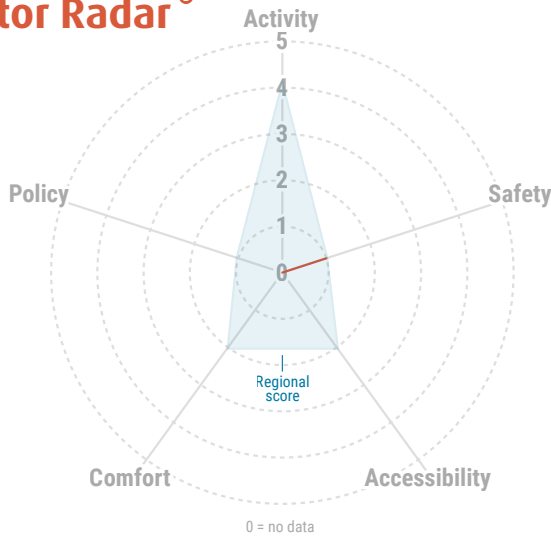 tor Radar
Activity
5
4
3
2
1
0
Policy
Safety
Regional
score
Comfort
Accessibility
0 = no data